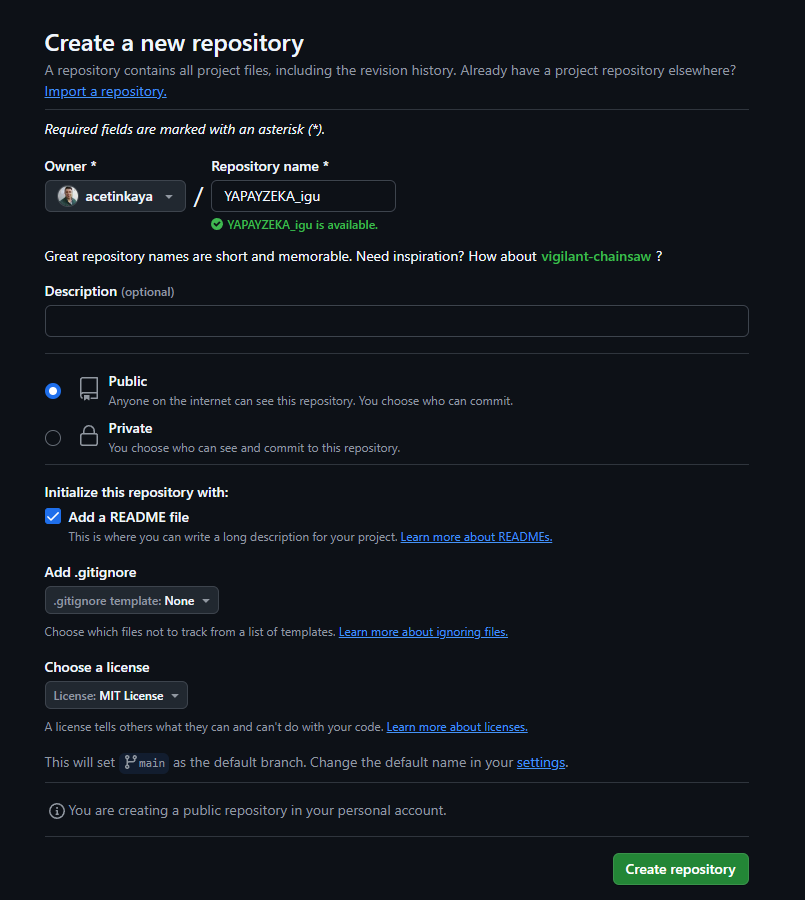 Create a new repository
A repository contains all project files, including the revision history. Already have a project repository elsewhere?
Import a repository.
Required fields are marked with an asterisk (*).
Owner * Repository name *
acetinkaya / YAPAYZEKA_igu
YAPAYZEKA_igu is available.
Great repository names are short and memorable. Need inspiration? How about vigilant-chainsaw ?
Description (optional)
Public
Anyone on the internet can see this repository. You choose who can commit.
Private
You choose who can see and commit to this repository.
Initialize this repository with:
Add a README file
This is where you can write a long description for your project. Learn more about READMEs.
Add .gitignore
.gitignore template: None
Choose which files not to track from a list of templates. Learn more about ignoring files.
Choose a license
License: MIT License
A license tells others what they can and can't do with your code. Learn more about licenses.
This will set main as the default branch. Change the default name in your settings.
You are creating a public repository in your personal account.
Create repository